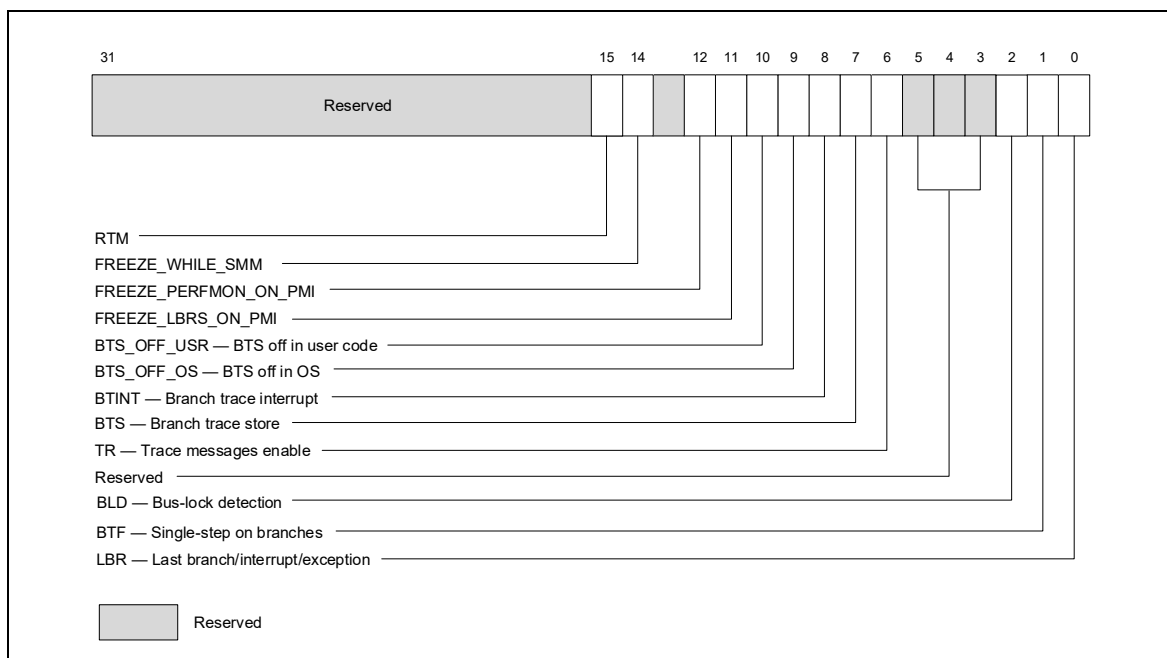 31 15 14 12 11 10 9 8 7 6 5 4 3 2 1 0
Reserved
RTM
FREEZE_WHILE_SMM
FREEZE_PERFMON_ON_PMI
FREEZE_LBRS_ON_PMI
BTS_OFF_USR — BTS off in user code
BTS_OFF_OS — BTS off in OS
BTINT — Branch trace interrupt
BTS — Branch trace store
TR — Trace messages enable
Reserved
BLD — Bus-lock detection
BTF — Single-step on branches
LBR — Last branch/interrupt/exception
Reserved